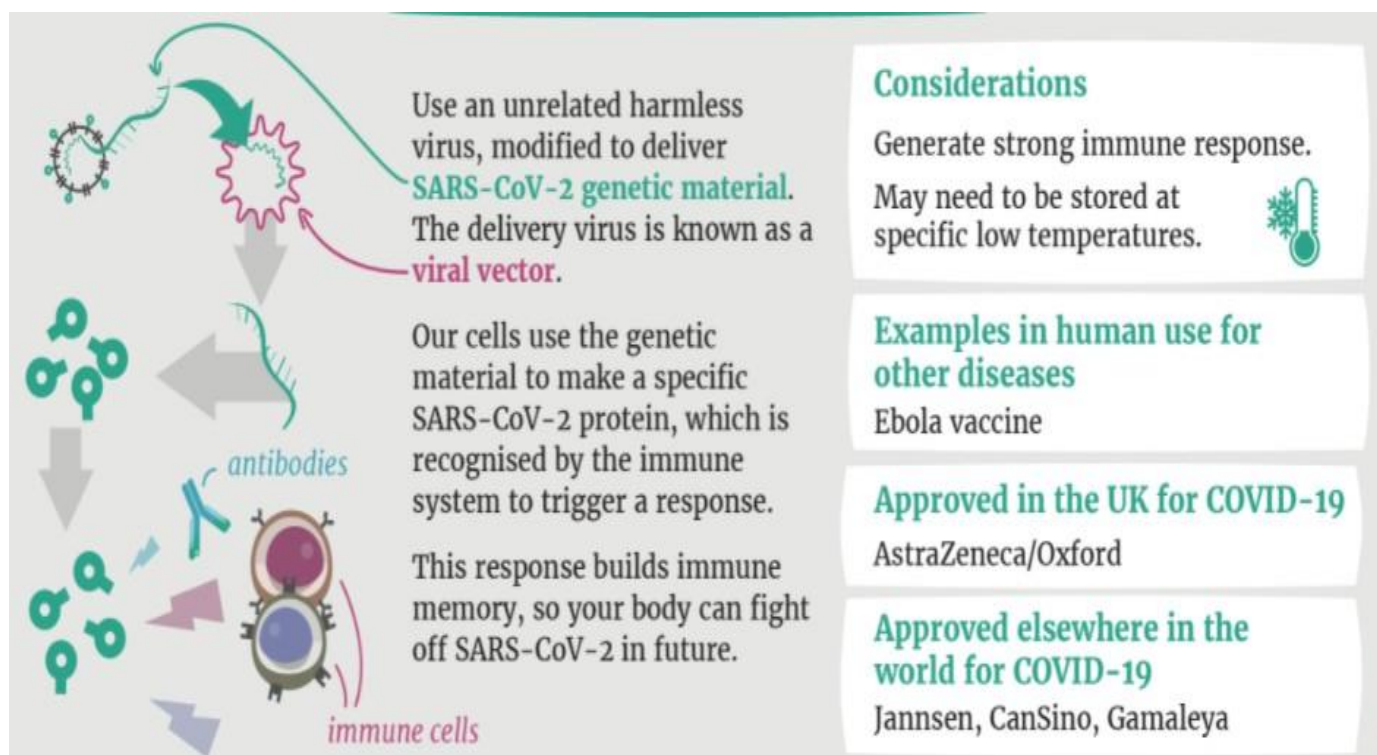 Use an unrelated harmless
virus, modified to deliver
SARS-CoV-2 genetic material.
The delivery virus is known as a
viral vector.
Our cells use the genetic
material to make a specific
SARS-CoV-2 protein, which is
recognised by the immune
system to trigger a response.
This response builds immune
memory, so your body can fight
off SARS-CoV-2 in future.
antibodies
immune cells
Considerations
Generate strong immune response.
May need to be stored at
specific low temperatures.
Examples in human use for
other diseases
Ebola vaccine
Approved in the UK for COVID-19
AstraZeneca/Oxford
Approved elsewhere in the
world for COVID-19
Jannsen, CanSino, Gamaleya